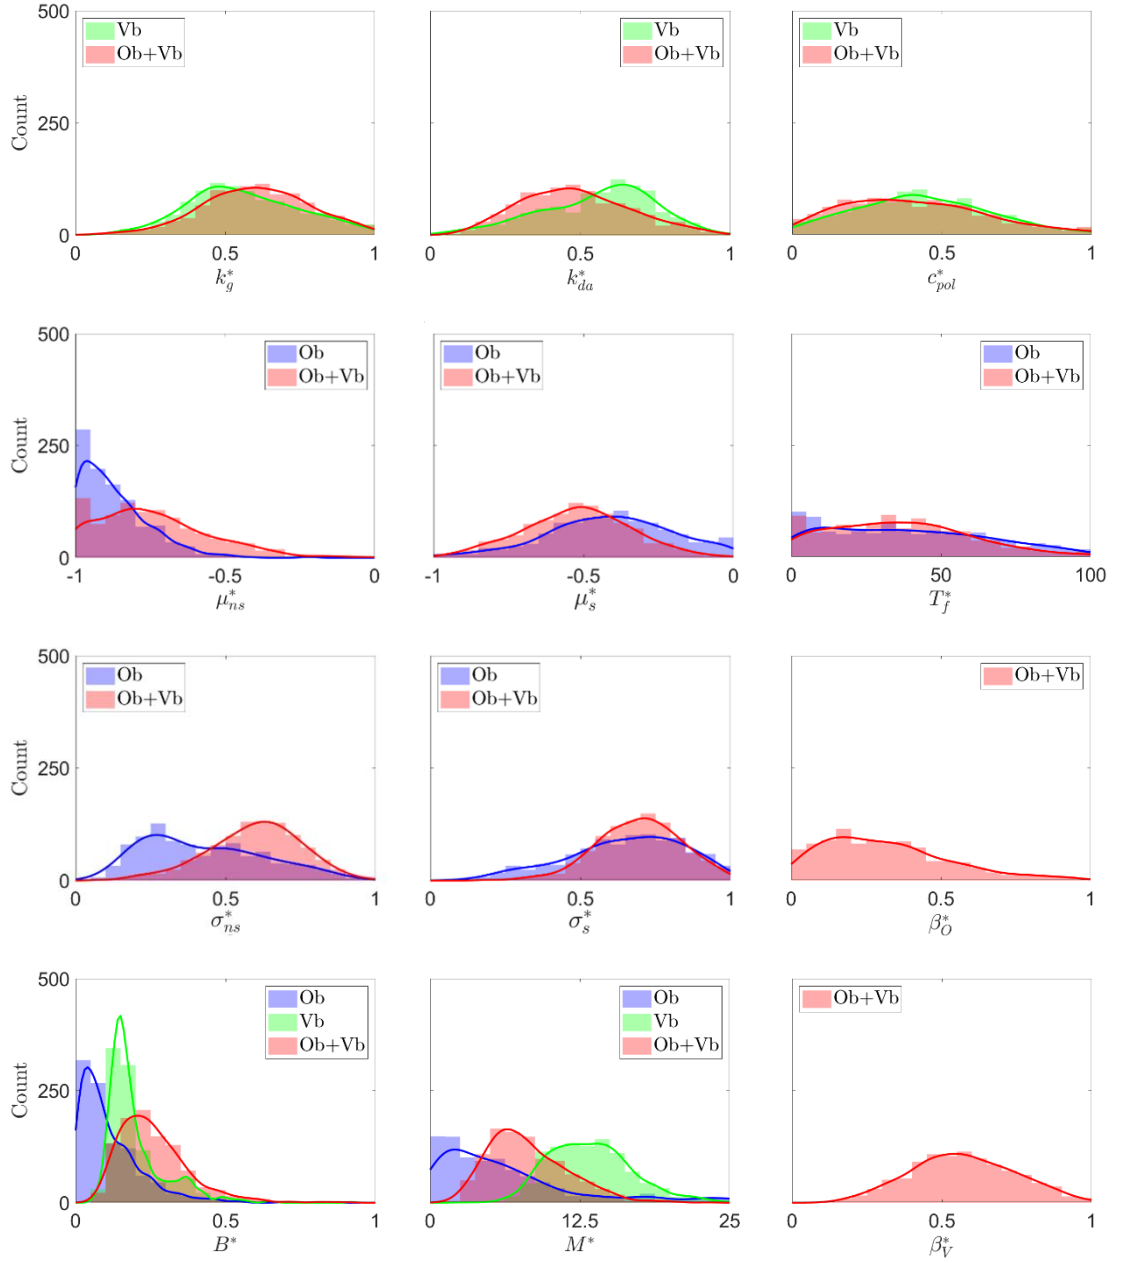 500
250
0
Count
Vb
Ob+Vb
0 0.5 1
k*g
Vb
Ob+Vb
0 0.5 1
k*da
Vb
Ob+Vb
0 0.5 1
c*pol
500
250
0
Count
Ob
Ob+Vb
-1 -0.5 0
μ*ns
Ob
Ob+Vb
-1 -0.5 0
μ*s
Ob
Ob+Vb
0 50 100
T*f
500
250
0
Count
Ob
Ob+Vb
0 0.5 1
σ*ns
Ob
Ob+Vb
0 0.5 1
σ*s
Ob+Vb
0 0.5 1
β*O
500
250
0
Count
Ob
Vb
Ob+Vb
0 0.5 1
B*
Ob
Vb
Ob+Vb
0 12.5 25
M*
Ob+Vb
0 0.5 1
β*V